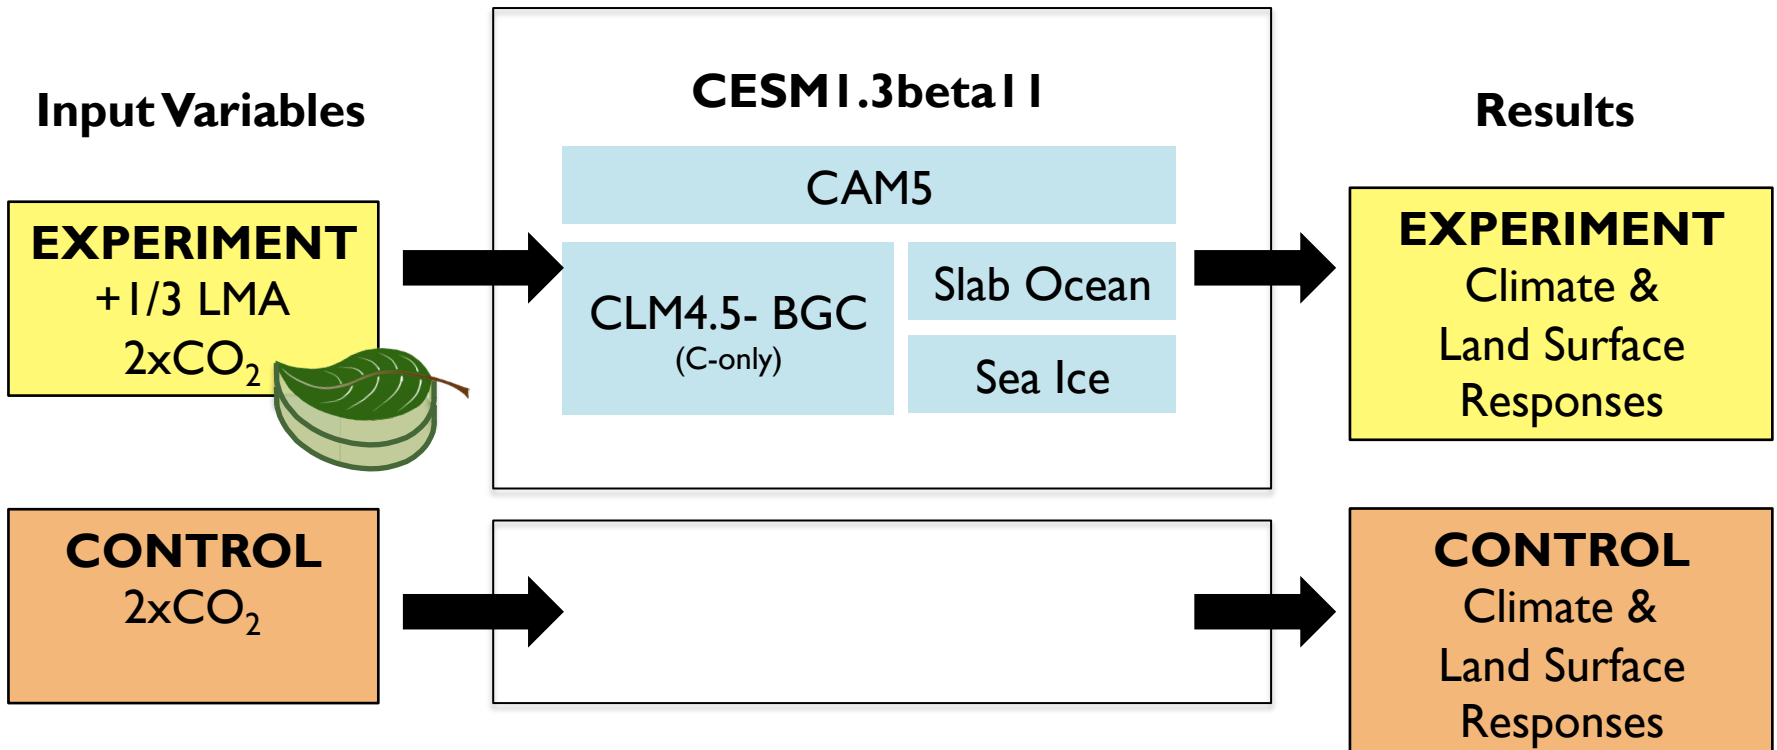 Input Variables
EXPERIMENT
+1/3 LMA
2xCO₂
CESM1.3beta11
CAM5
CLM4.5- BGC
(C-only)
Slab Ocean
Sea Ice
Results
EXPERIMENT
Climate &
Land Surface
Responses
CONTROL
2xCO₂
CONTROL
Climate &
Land Surface
Responses